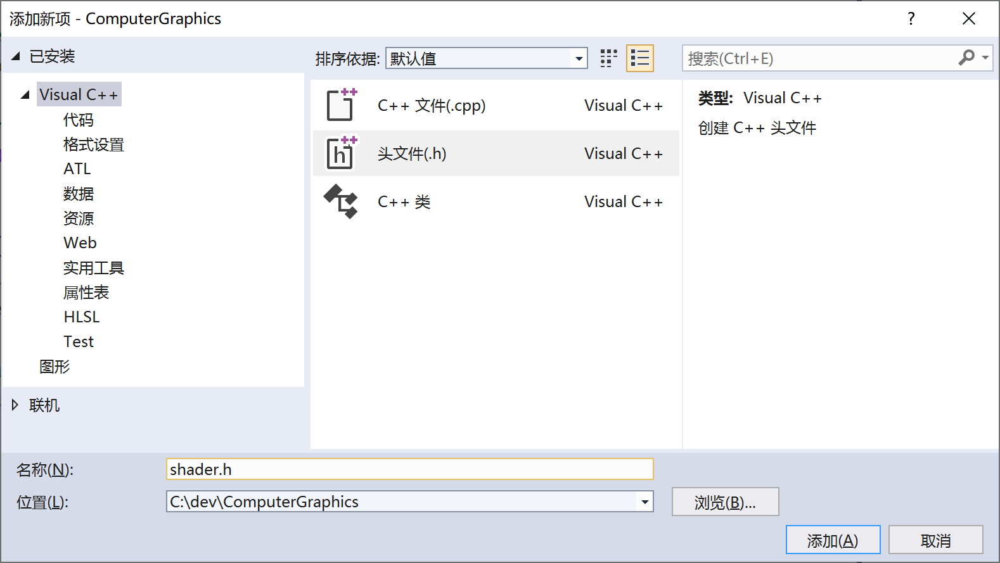 添加新项 - ComputerGraphics
?
已安装
排序依据: 默认值
搜索(Ctrl+E)
Visual C++
代码
格式设置
ATL
数据
资源
Web
实用工具
属性表
HLSL
Test
图形
联机
C++ 文件(.cpp) Visual C++
头文件(.h) Visual C++
C++ 类 Visual C++
类型: Visual C++
创建 C++ 头文件
名称(N): shader.h
位置(L): C:\dev\ComputerGraphics
浏览(B)...
添加(A)
取消